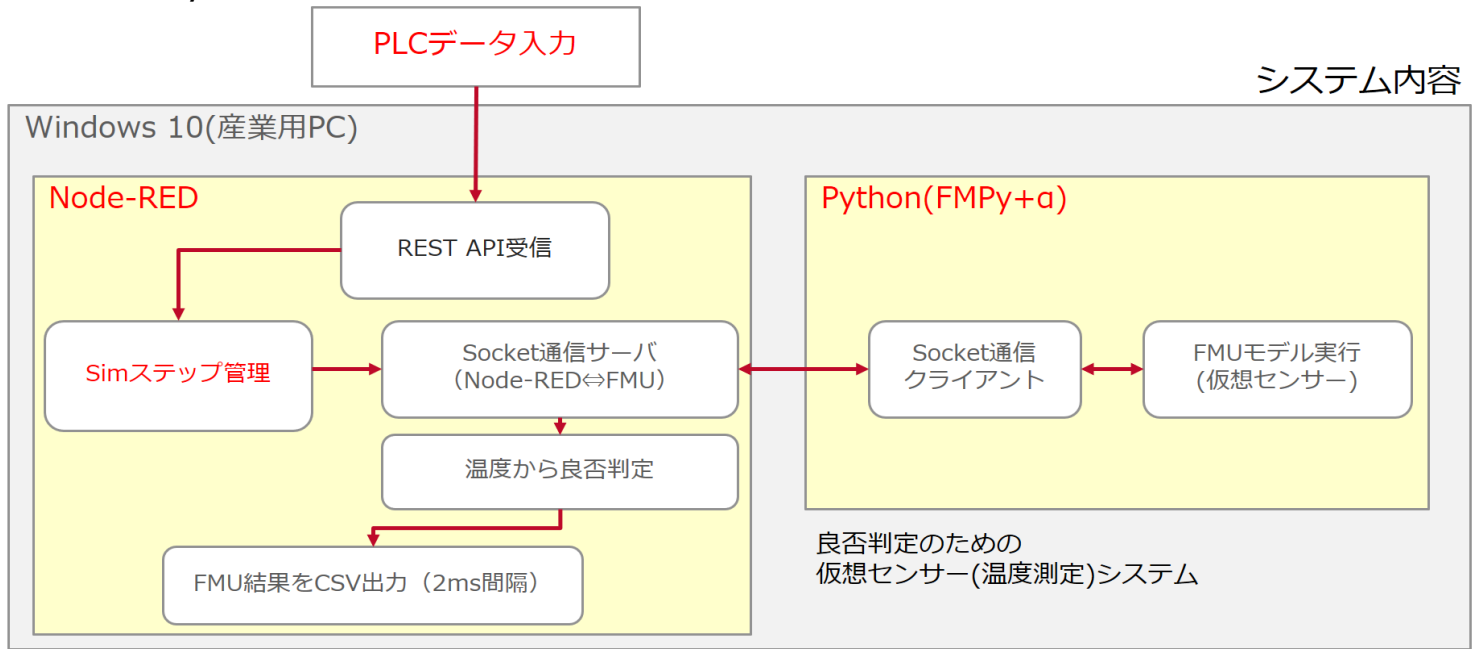 PLCデータ入力
システム内容
Windows 10(産業用PC)
Node-RED
REST API受信
Simステップ管理
Socket通信サーバ
(Node-RED⇔FMU)
温度から良否判定
FMU結果をCSV出力(2ms間隔)
Python(FMPy+α)
Socket通信
クライアント
FMUモデル実行
(仮想センサー)
良否判定のための
仮想センサー(温度測定)システム